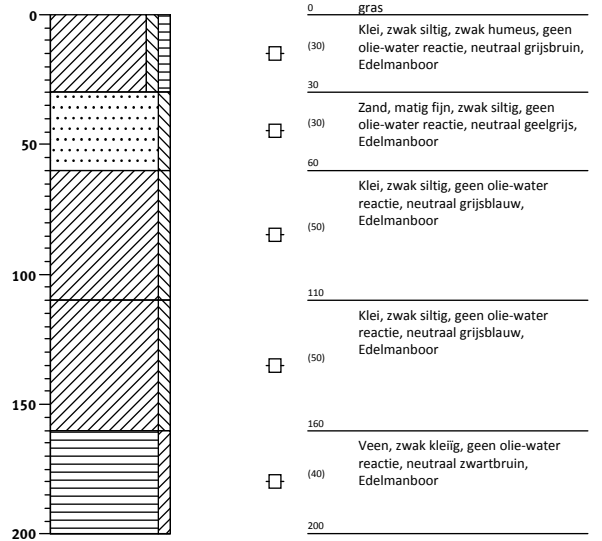 0
50
100
150
200
0 gras
Klei, zwak siltig, zwak humeus, geen
(30) olie-water reactie, neutraal grijsbruin,
Edelmanboor
30
Zand, matig fijn, zwak siltig, geen
(30) olie-water reactie, neutraal geelgrijs,
Edelmanboor
60
Klei, zwak siltig, geen olie-water
reactie, neutraal grijsblauw,
(50) Edelmanboor
110
Klei, zwak siltig, geen olie-water
reactie, neutraal grijsblauw,
(50) Edelmanboor
160
Veen, zwak kleiïg, geen olie-water
reactie, neutraal zwartbruin,
(40) Edelmanboor
200